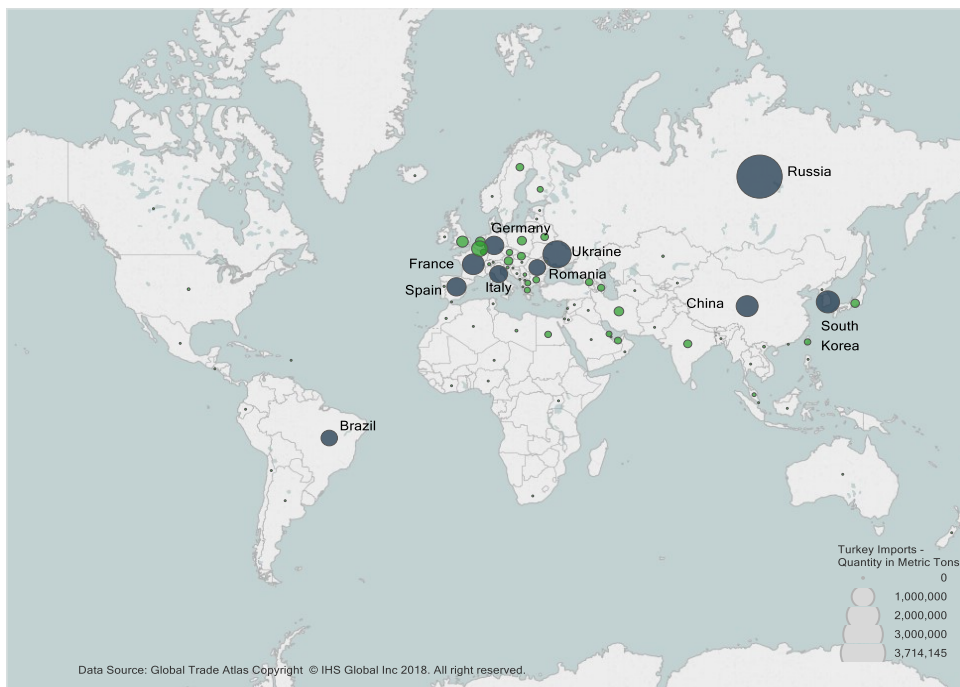 Russia
Germany
Ukraine
France
Romania
Spain
Italy
China
South
Korea
Brazil
Turkey Imports -
Quantity in Metric Tons
0
1,000,000
2,000,000
3,000,000
3,714,145
Data Source: Global Trade Atlas Copyright © IHS Global Inc 2018. All right reserved.